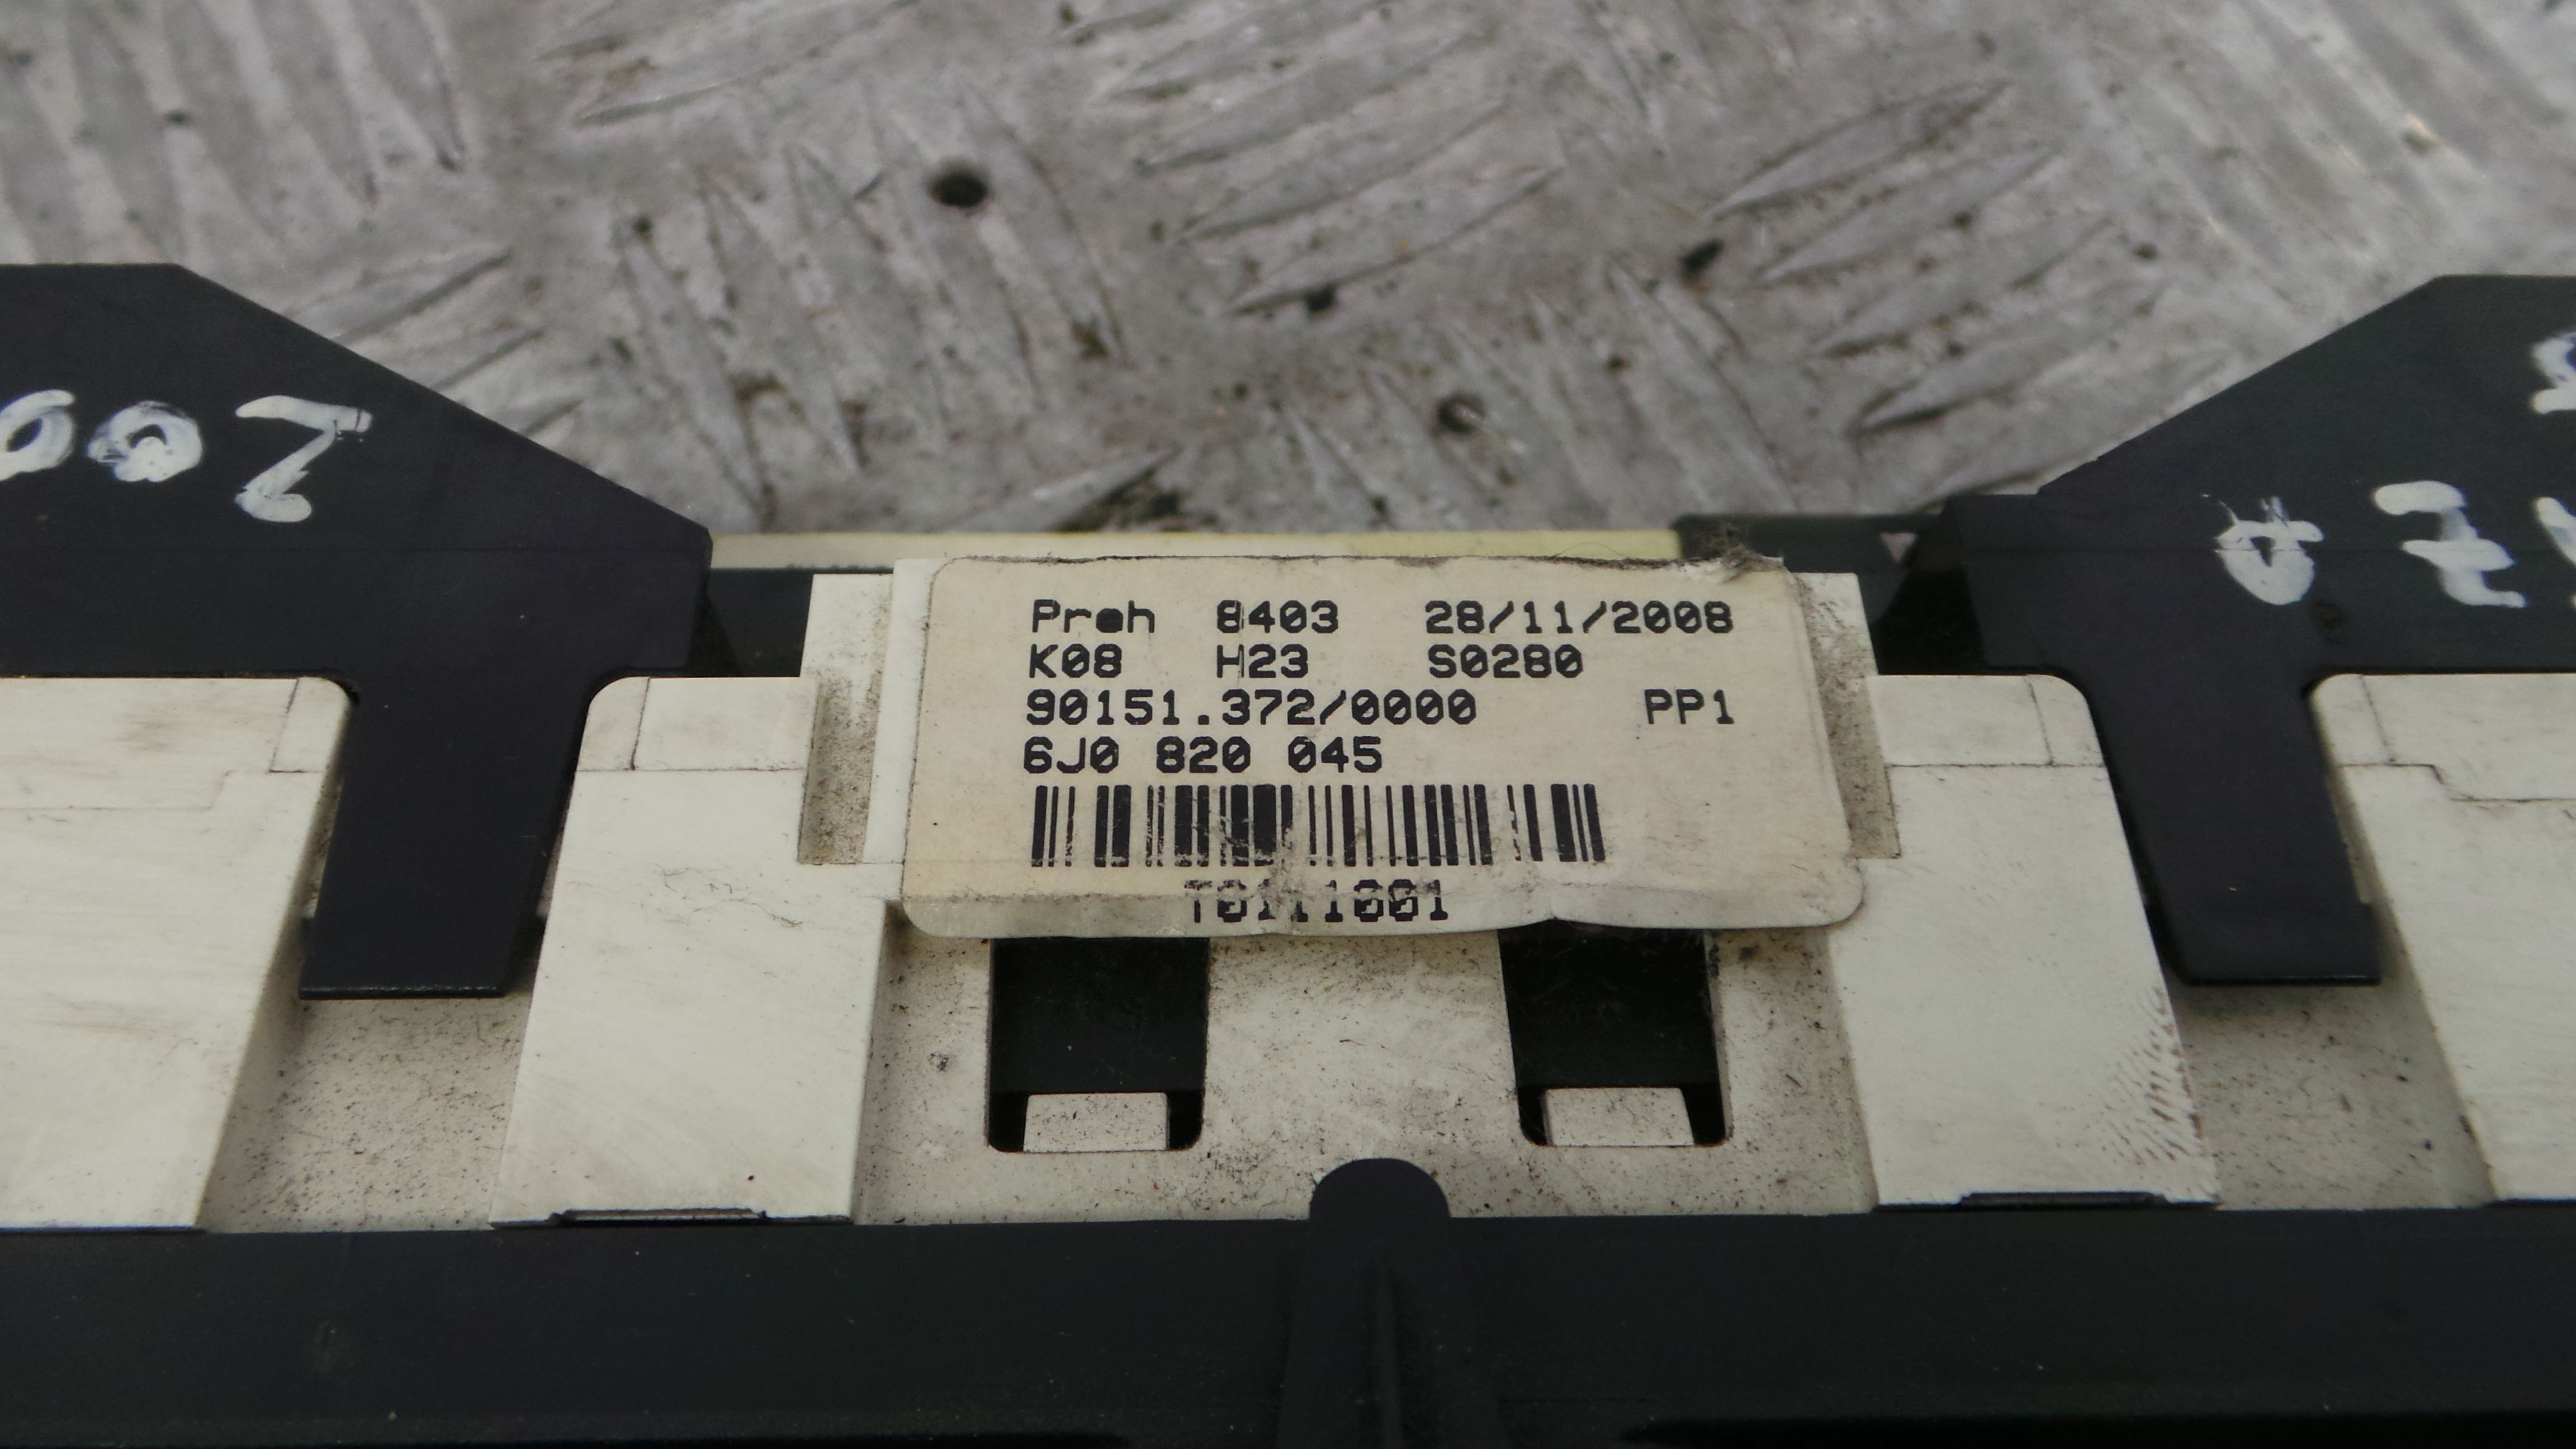 Preh 8403 28/11/2008
K08 H23 S0280
90151.372/0000 PP1
6J0 820 045